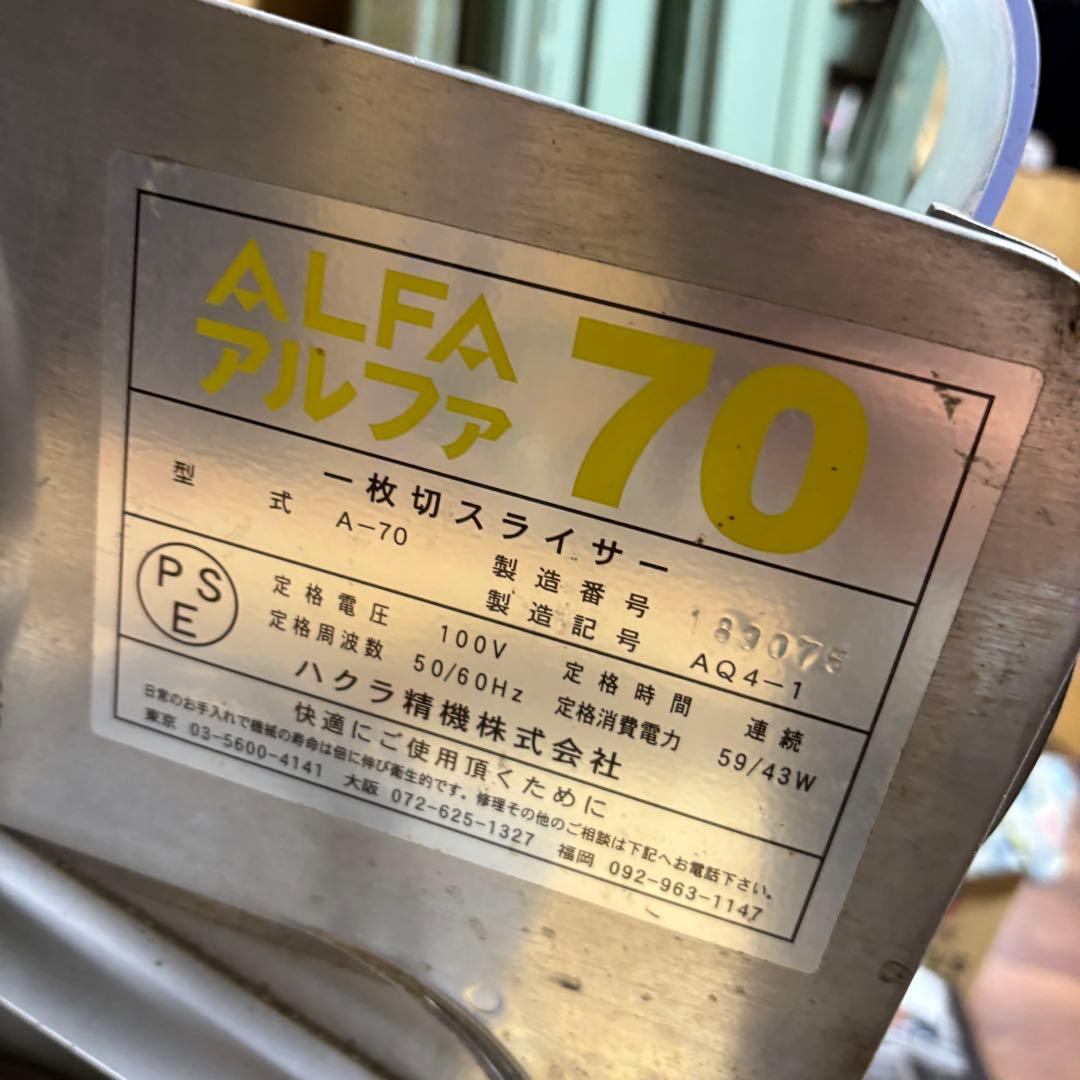 ALFA
アルファ 70
一枚切スライサー
型式 A-70 製造番号 189075
製造記号 AQ4-1
PSE
定格電圧 100V 定格時間 連続
定格周波数 50/60Hz 定格消費電力 59/43W
ハクラ精機株式会社
快適にご使用頂くために
日常のお手入れで機械の寿命は倍に伸び衛生的です。修理その他のご相談は下記へお電話下さい。
東京 03-5600-4141 大阪 072-625-1327 福岡 092-963-1147